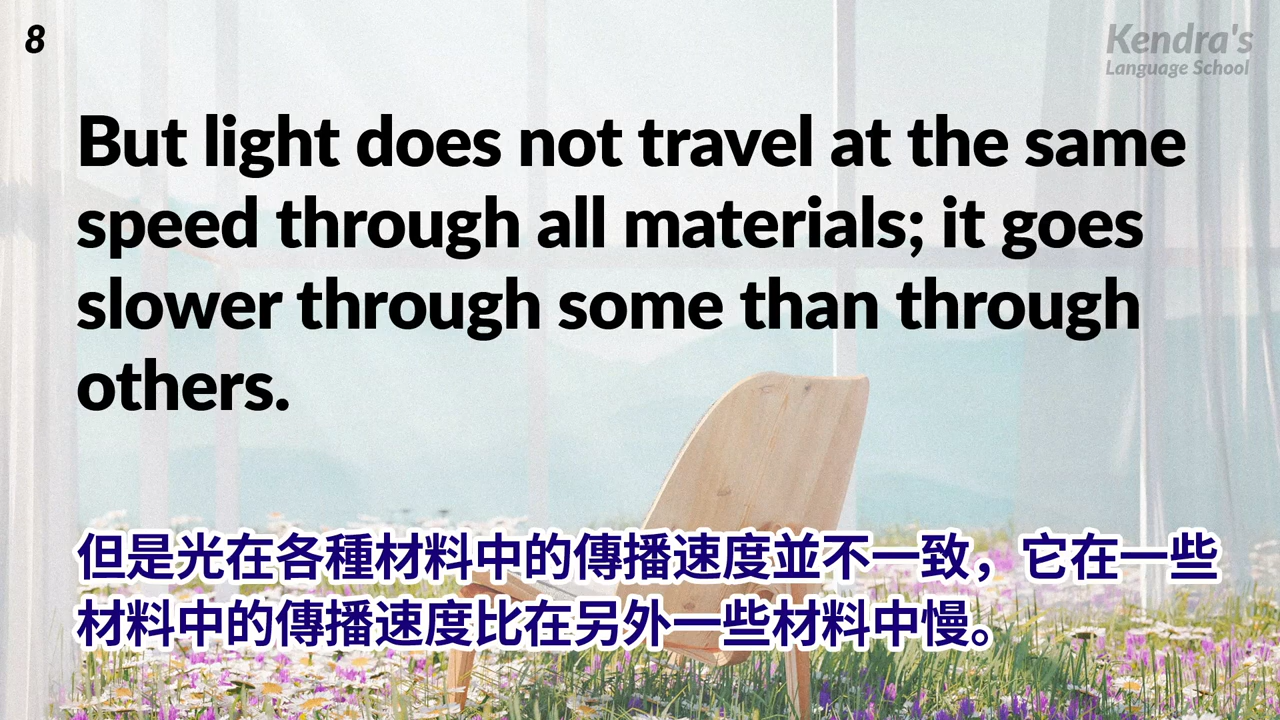 8
Kendra's
Language School
But light does not travel at the same
speed through all materials; it goes
slower through some than through
others.
但是光在各種材料中的傳播速度並不一致，它在一些
材料中的傳播速度比在另外一些材料中慢。